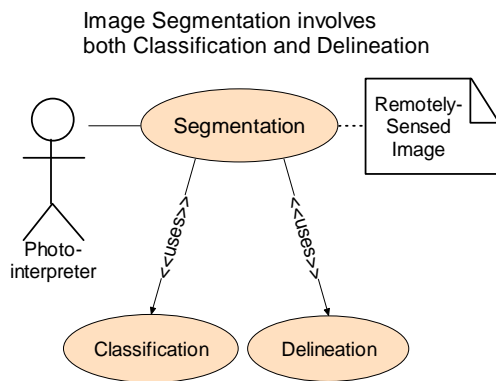 Image Segmentation involves
both Classification and Delineation
Segmentation
Remotely-
Sensed
Image
Photo-
interpreter
<<uses>>
<<uses>>
Classification
Delineation